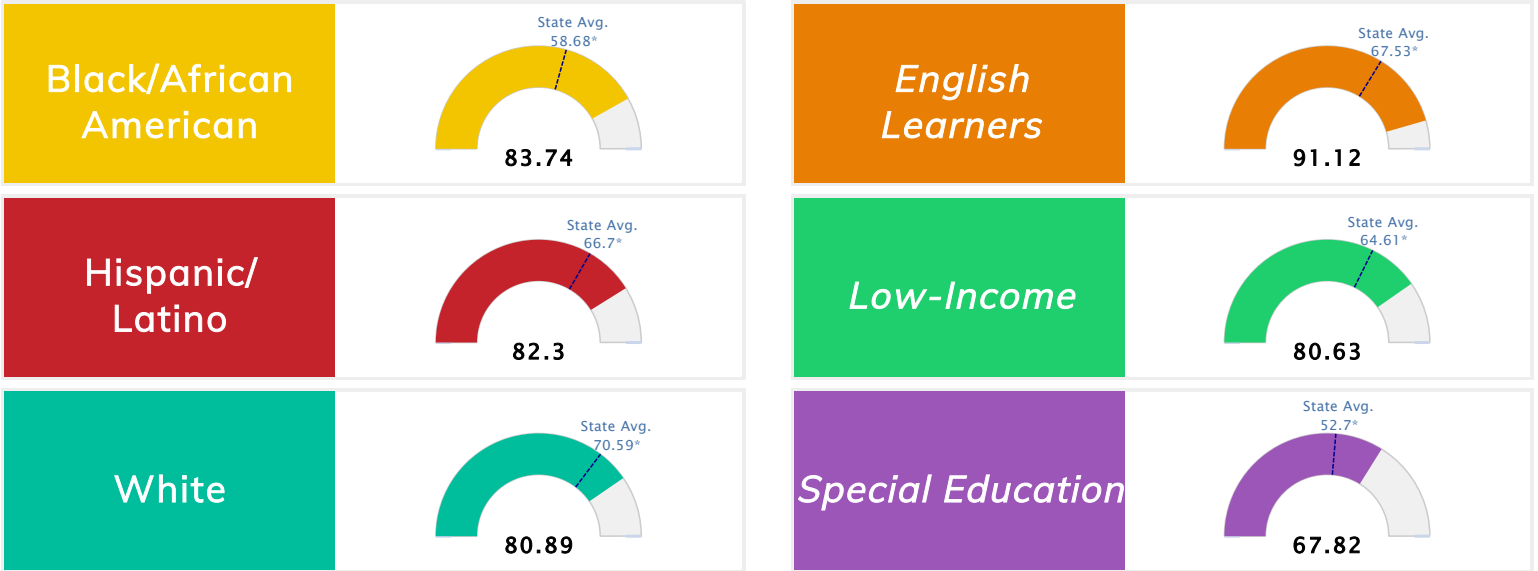 Black/African
American
State Avg.
58.68*
83.74
English
Learners
State Avg.
67.53*
91.12
Hispanic/
Latino
State Avg.
66.7*
82.3
Low-Income
State Avg.
64.61*
80.63
White
State Avg.
70.59*
80.89
Special Education
State Avg.
52.7*
67.82